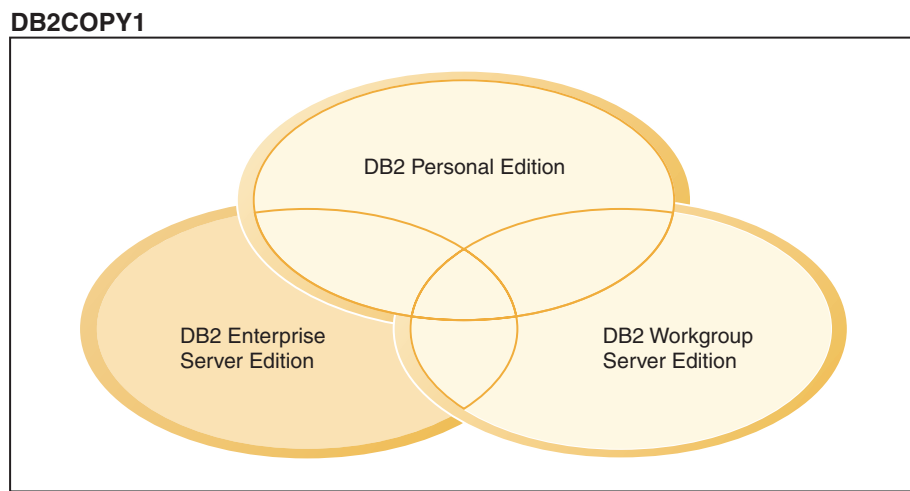 DB2COPY1
DB2 Personal Edition
DB2 Enterprise
Server Edition
DB2 Workgroup
Server Edition